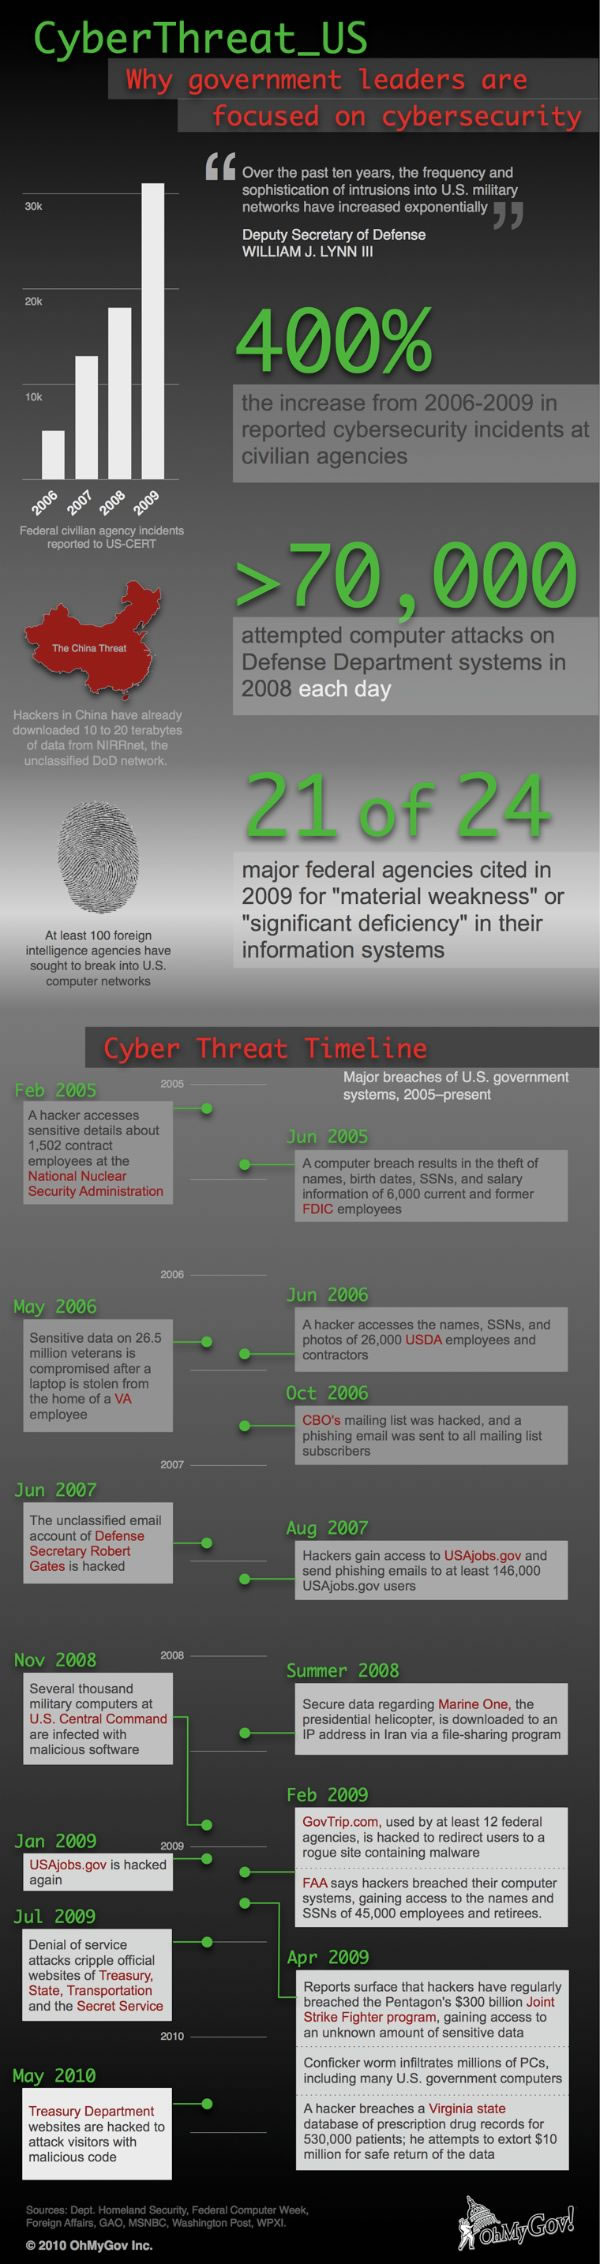 CyberThreat_US
Why government leaders are
focused on cybersecurity
“ Over the past ten years, the frequency and
sophistication of intrusions into U.S. military
networks have increased exponentially ”
Deputy Secretary of Defense
WILLIAM J. LYNN III
30k
20k
10k
2006 2007 2008 2009
Federal civilian agency incidents
reported to US-CERT
400%
the increase from 2006-2009 in
reported cybersecurity incidents at
civilian agencies
>70,000
attempted computer attacks on
Defense Department systems in
2008 each day
The China Threat
Hackers in China have already
downloaded 10 to 20 terabytes
of data from NIRRnet, the
unclassified DoD network.
21 of 24
major federal agencies cited in
2009 for "material weakness" or
"significant deficiency" in their
information systems
At least 100 foreign
intelligence agencies have
sought to break into U.S.
computer networks
Cyber Threat Timeline
Major breaches of U.S. government
systems, 2005–present
2005
Feb 2005
A hacker accesses
sensitive details about
1,502 contract
employees at the
National Nuclear
Security Administration
Jun 2005
A computer breach results in the theft of
names, birth dates, SSNs, and salary
information of 6,000 current and former
FDIC employees
2006
May 2006
Sensitive data on 26.5
million veterans is
compromised after a
laptop is stolen from
the home of a VA
employee
Jun 2006
A hacker accesses the names, SSNs, and
photos of 26,000 USDA employees and
contractors
Oct 2006
CBO's mailing list was hacked, and a
phishing email was sent to all mailing list
subscribers
2007
Jun 2007
The unclassified email
account of Defense
Secretary Robert
Gates is hacked
Aug 2007
Hackers gain access to USAjobs.gov and
send phishing emails to at least 146,000
USAjobs.gov users
2008
Nov 2008
Several thousand
military computers at
U.S. Central Command
are infected with
malicious software
Summer 2008
Secure data regarding Marine One, the
presidential helicopter, is downloaded to an
IP address in Iran via a file-sharing program
Feb 2009
GovTrip.com, used by at least 12 federal
agencies, is hacked to redirect users to a
rogue site containing malware
FAA says hackers breached their computer
systems, gaining access to the names and
SSNs of 45,000 employees and retirees.
2009
Jan 2009
USAjobs.gov is hacked
again
Jul 2009
Denial of service
attacks cripple official
websites of Treasury,
State, Transportation
and the Secret Service
Apr 2009
Reports surface that hackers have regularly
breached the Pentagon's $300 billion Joint
Strike Fighter program, gaining access to
an unknown amount of sensitive data
Conficker worm infiltrates millions of PCs,
including many U.S. government computers
A hacker breaches a Virginia state
database of prescription drug records for
530,000 patients; he attempts to extort $10
million for safe return of the data
2010
May 2010
Treasury Department
websites are hacked to
attack visitors with
malicious code
Sources: Dept. Homeland Security, Federal Computer Week,
Foreign Affairs, GAO, MSNBC, Washington Post, WPXI.
© 2010 OhMyGov Inc.
OhMyGov!